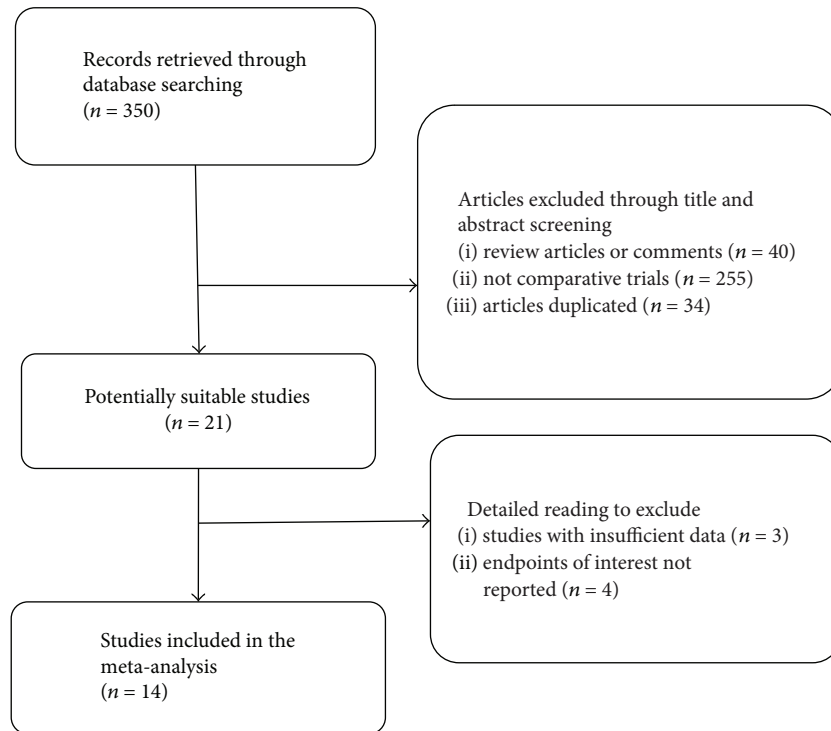 Records retrieved through
database searching
(n = 350)
Articles excluded through title and
abstract screening
(i) review articles or comments (n = 40)
(ii) not comparative trials (n = 255)
(iii) articles duplicated (n = 34)
Potentially suitable studies
(n = 21)
Detailed reading to exclude
(i) studies with insufficient data (n = 3)
(ii) endpoints of interest not
reported (n = 4)
Studies included in the
meta-analysis
(n = 14)